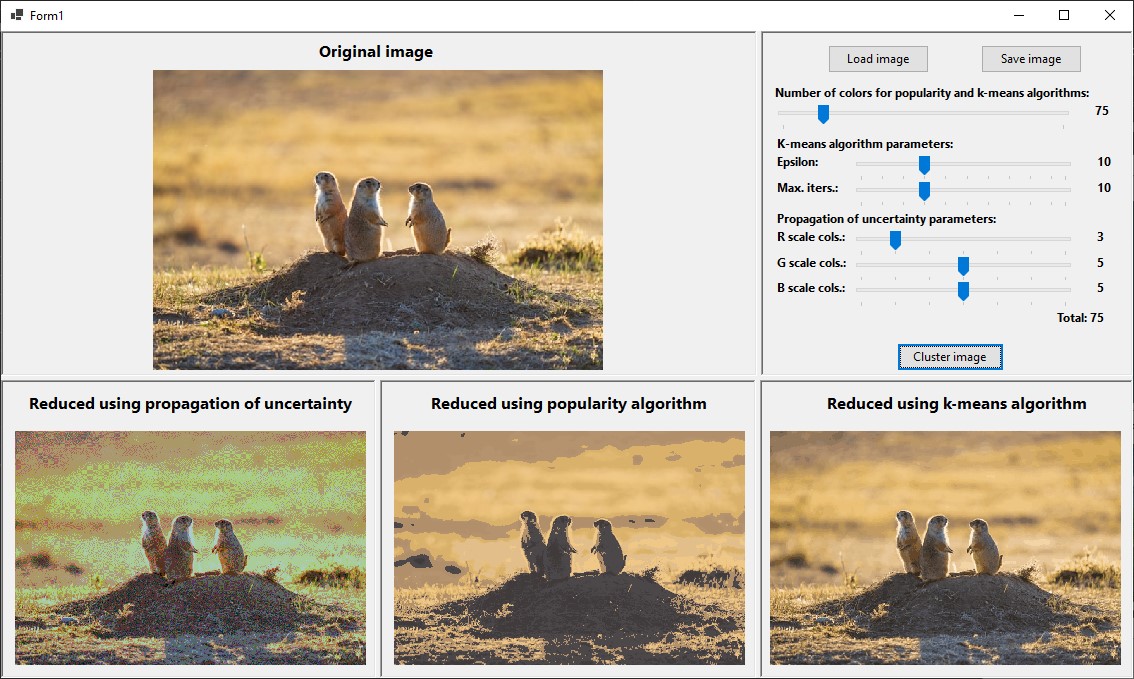 Form1
Original image
Load image
Save image
Number of colors for popularity and k-means algorithms:
75
K-means algorithm parameters:
Epsilon:
10
Max. iters.:
10
Propagation of uncertainty parameters:
R scale cols.:
3
G scale cols.:
5
B scale cols.:
5
Total: 75
Cluster image
Reduced using propagation of uncertainty
Reduced using popularity algorithm
Reduced using k-means algorithm